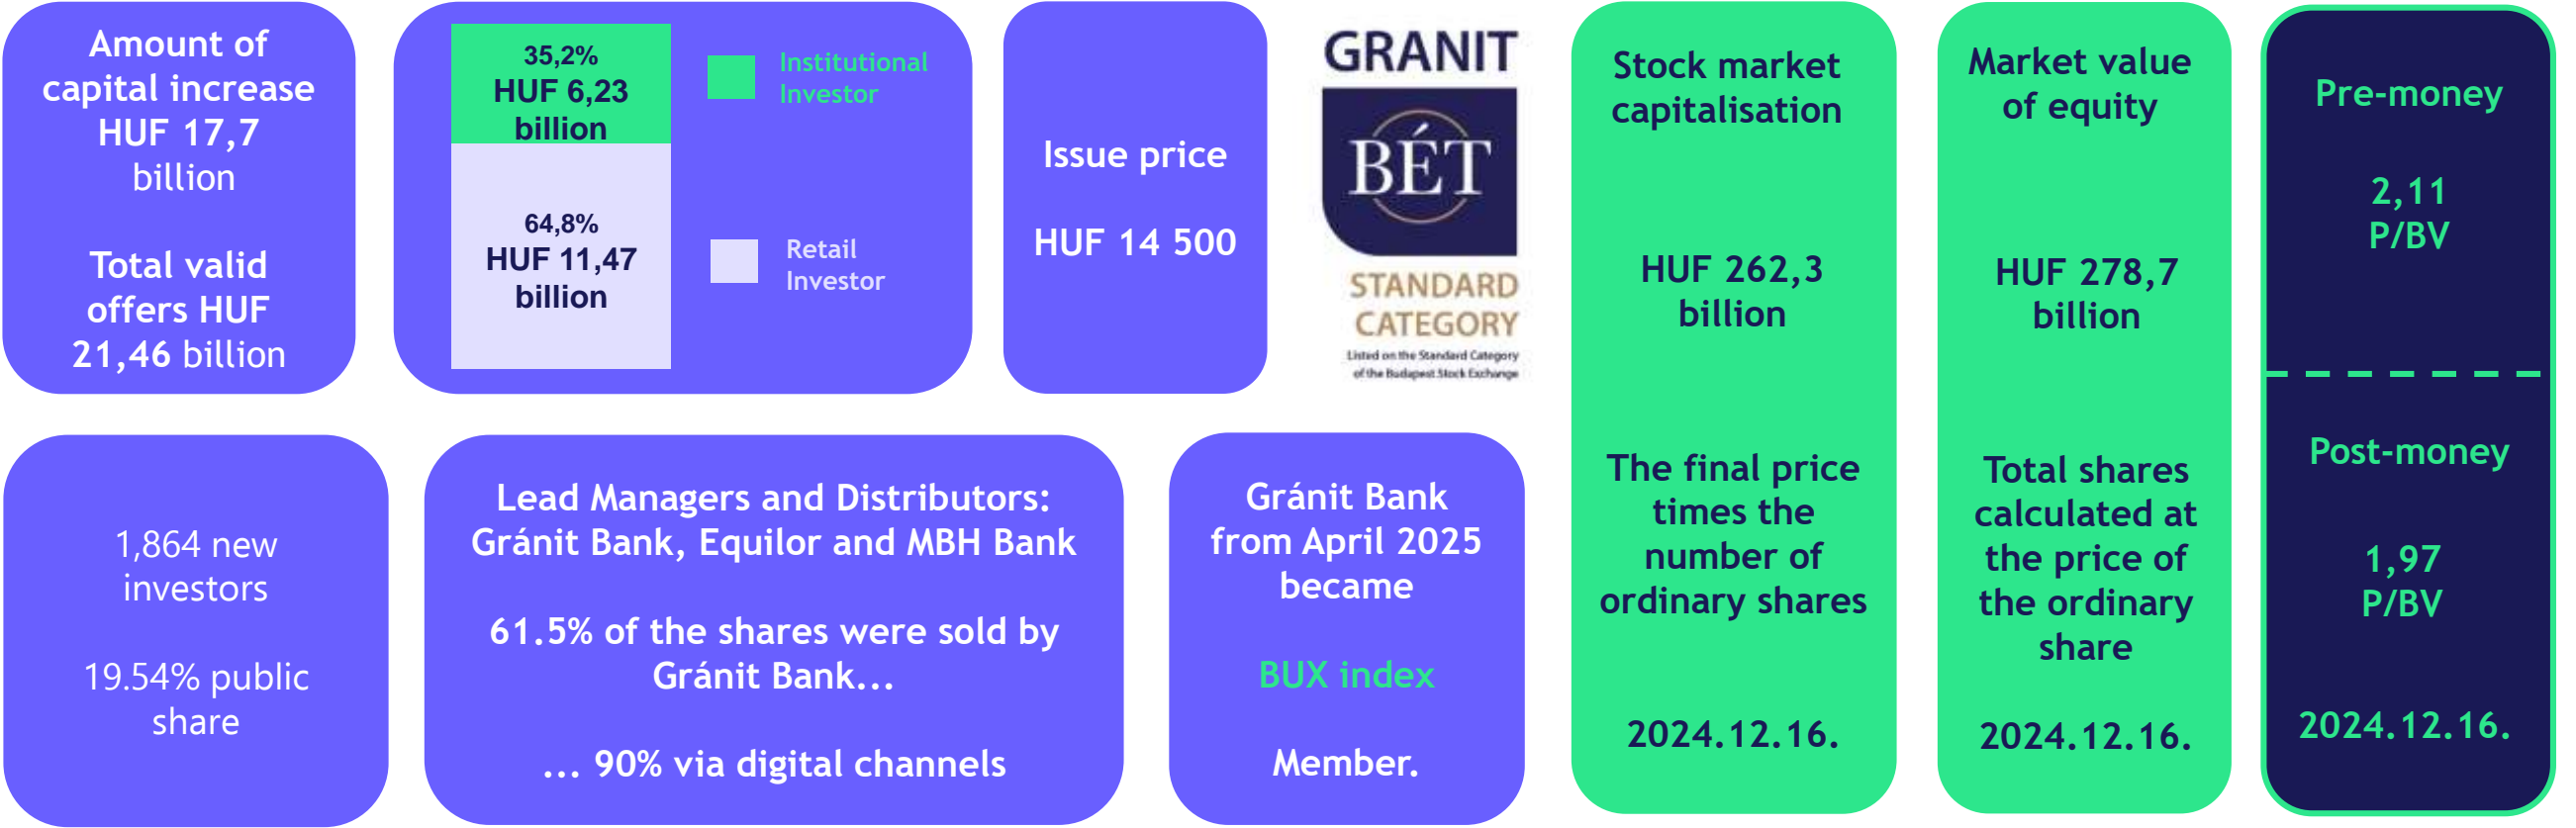 Amount of
capital increase
HUF 17,7
billion
Total valid
offers HUF
21,46 billion
35,2%
HUF 6,23
billion
64,8%
HUF 11,47
billion
Institutional
Investor
Retail
Investor
Issue price
HUF 14 500
GRANIT
BÉT
STANDARD
CATEGORY
Listed on the Standard Category
of the Budapest Stock Exchange
Stock market
capitalisation
HUF 262,3
billion
The final price
times the
number of
ordinary shares
2024.12.16.
Market value
of equity
HUF 278,7
billion
Total shares
calculated at
the price of
the ordinary
share
2024.12.16.
Pre-money
2,11
P/BV
Post-money
1,97
P/BV
2024.12.16.
1,864 new
investors
19.54% public
share
Lead Managers and Distributors:
Gránit Bank, Equilor and MBH Bank
61.5% of the shares were sold by
Gránit Bank...
... 90% via digital channels
Gránit Bank
from April 2025
became
BUX index
Member.